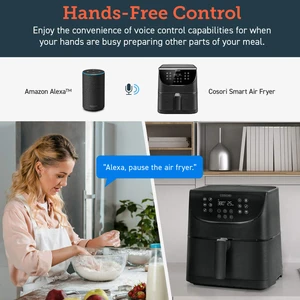 Hands-Free Control
Enjoy the convenience of voice control capabilities for when
your hands are busy preparing other parts of your meal.
Amazon Alexa™
Cosori Smart Air Fryer
"Alexa, pause the air fryer."